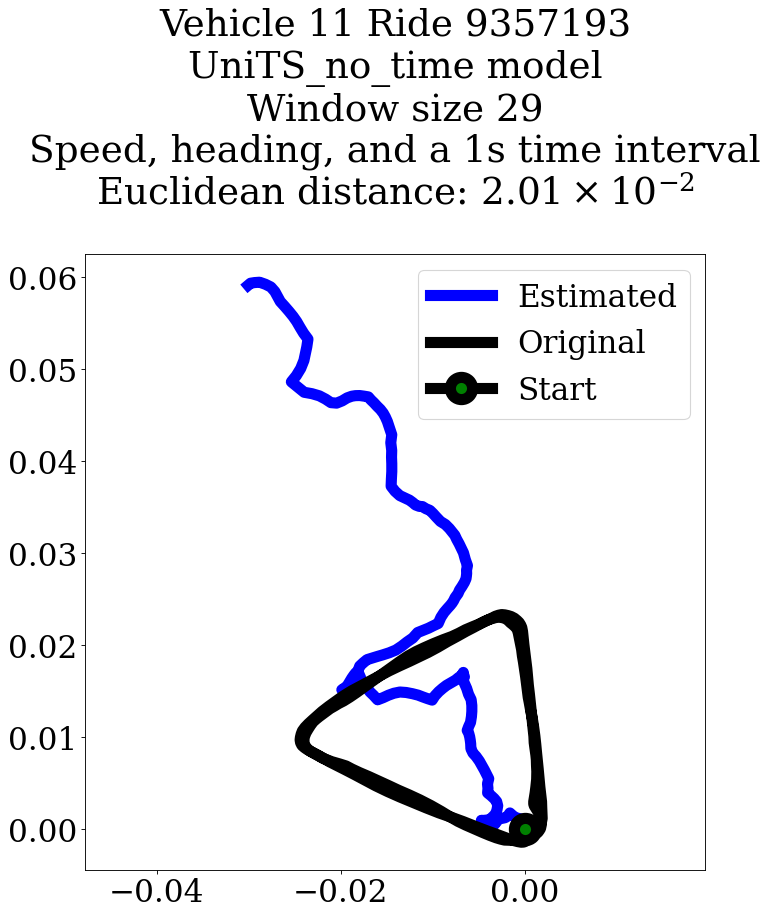 Vehicle 11 Ride 9357193
UniTS_no_time model
Window size 29
Speed, heading, and a 1s time interval
Euclidean distance: 2.01 × 10⁻²
0.06
0.05
0.04
0.03
0.02
0.01
0.00
Estimated
Original
Start
−0.04
−0.02
0.00